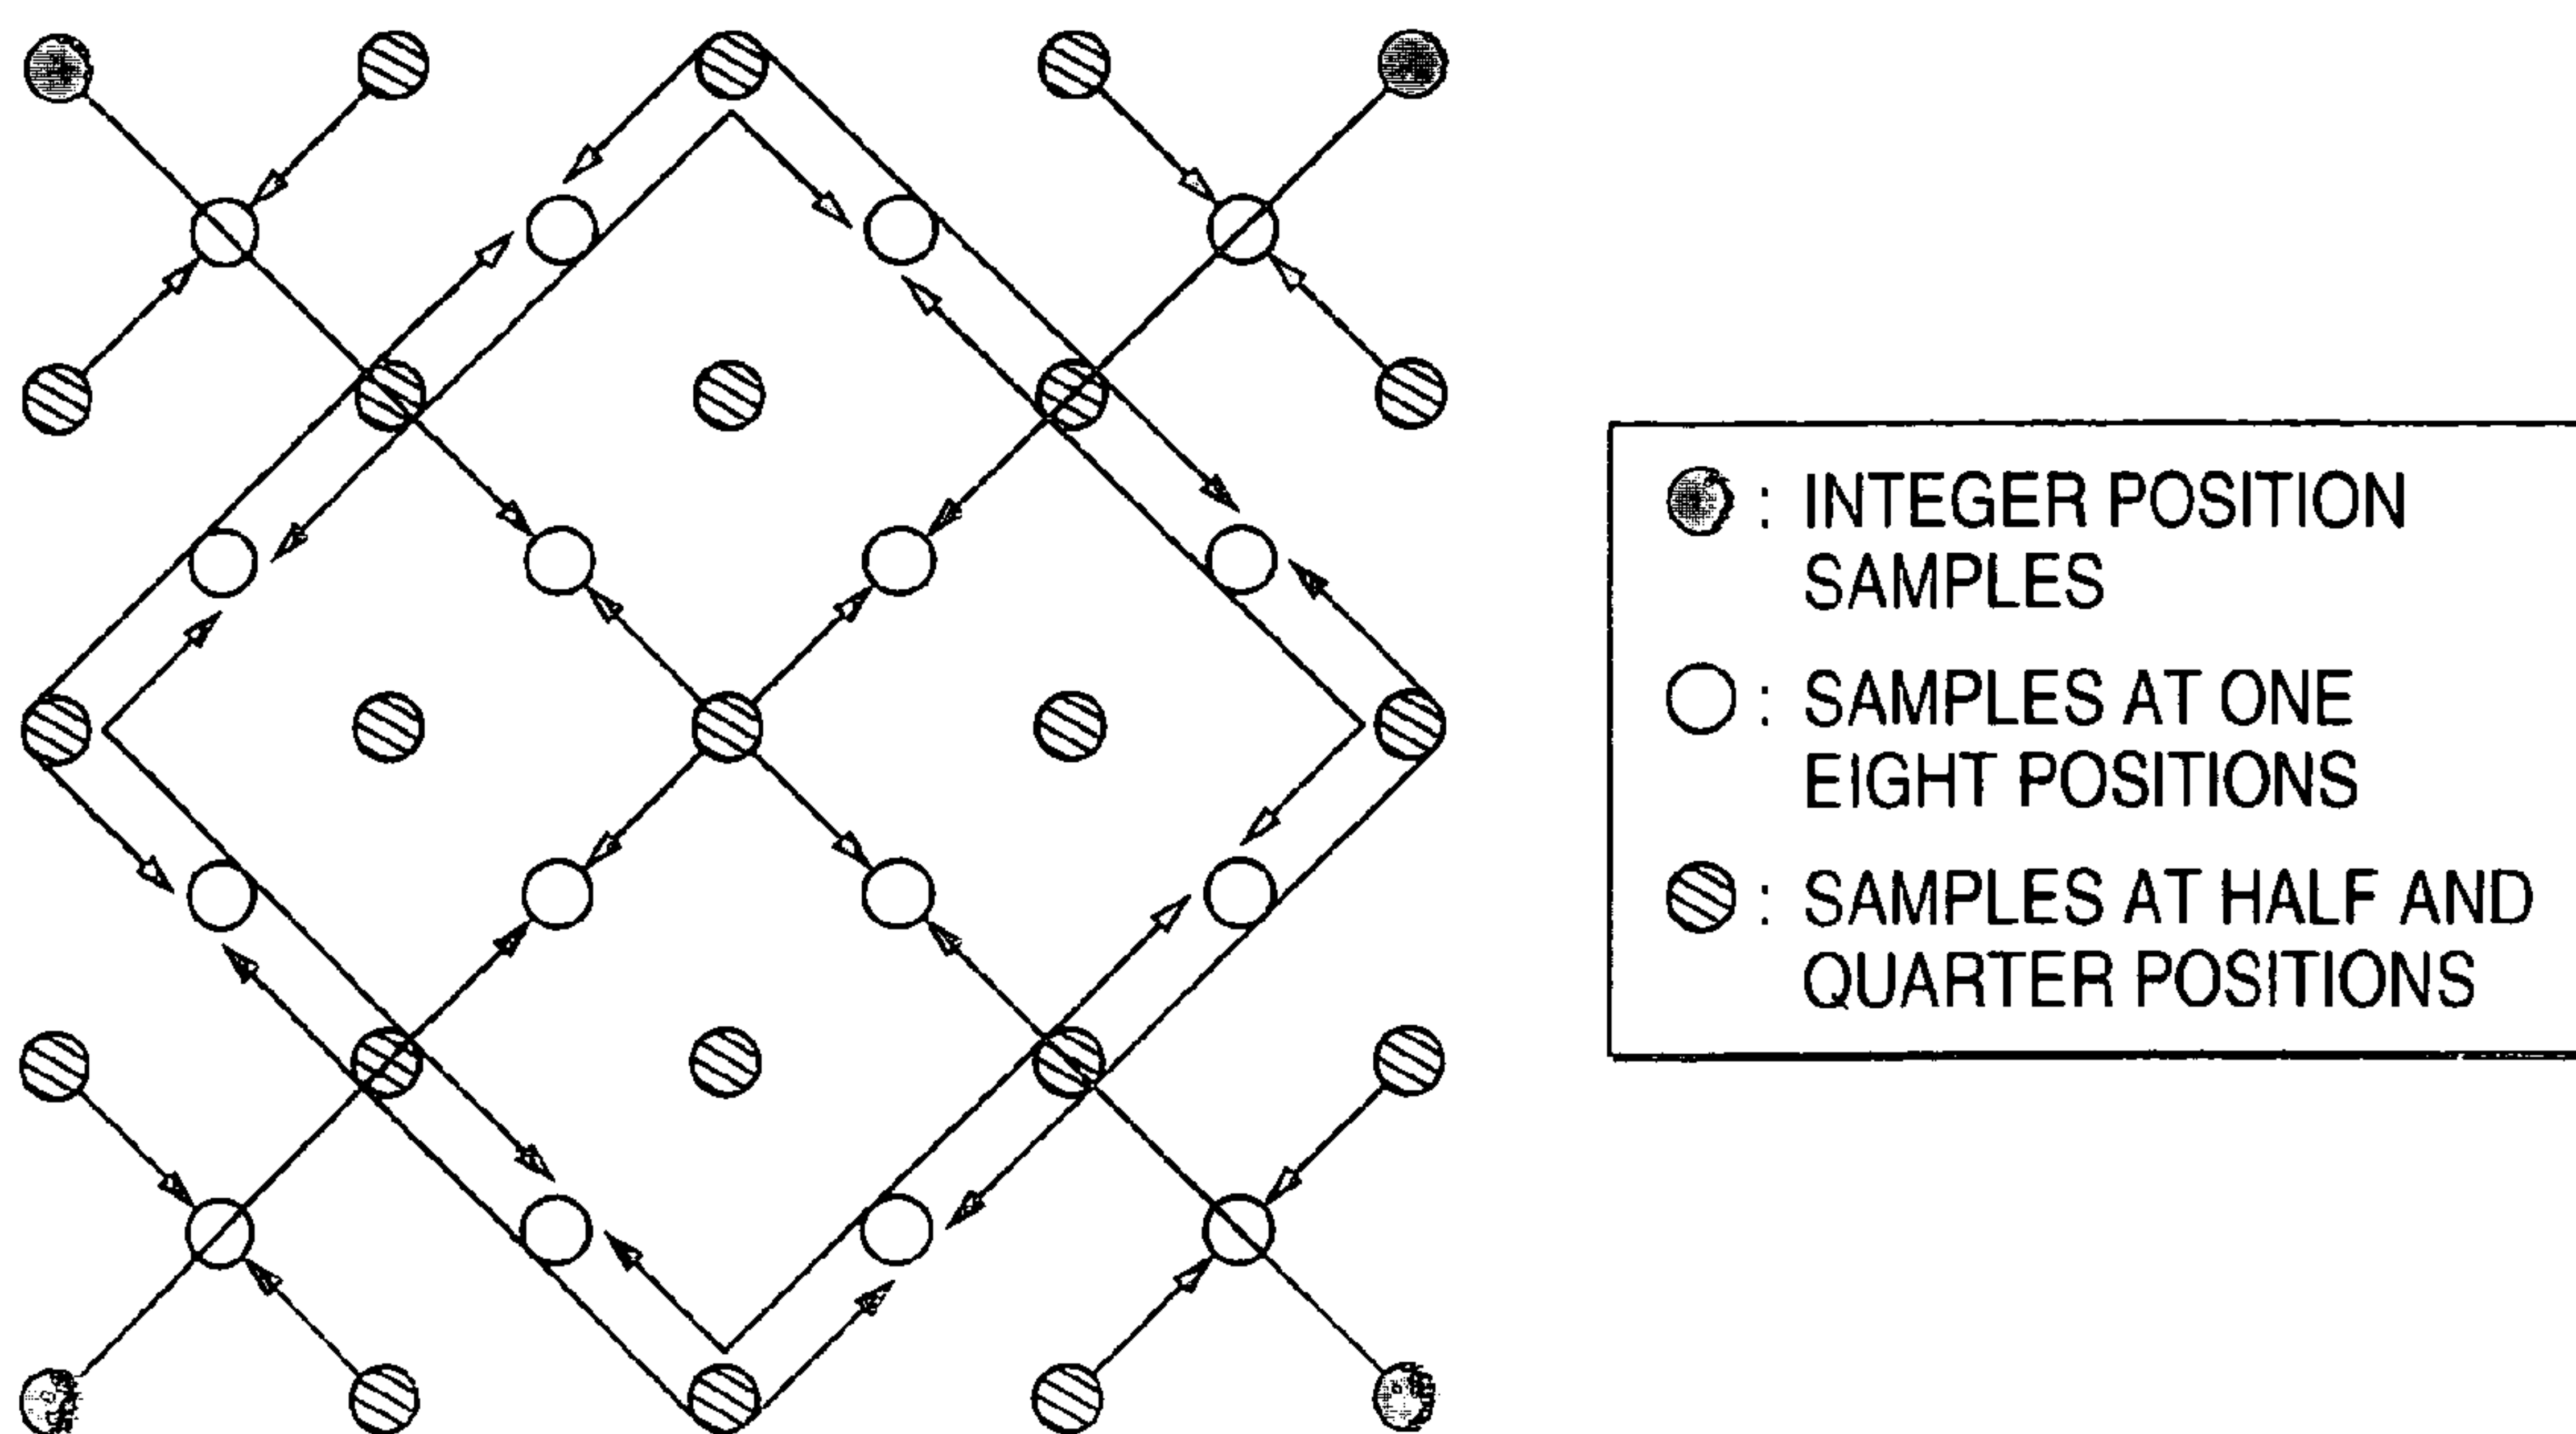 : INTEGER POSITION
SAMPLES
: SAMPLES AT ONE
EIGHT POSITIONS
: SAMPLES AT HALF AND
QUARTER POSITIONS